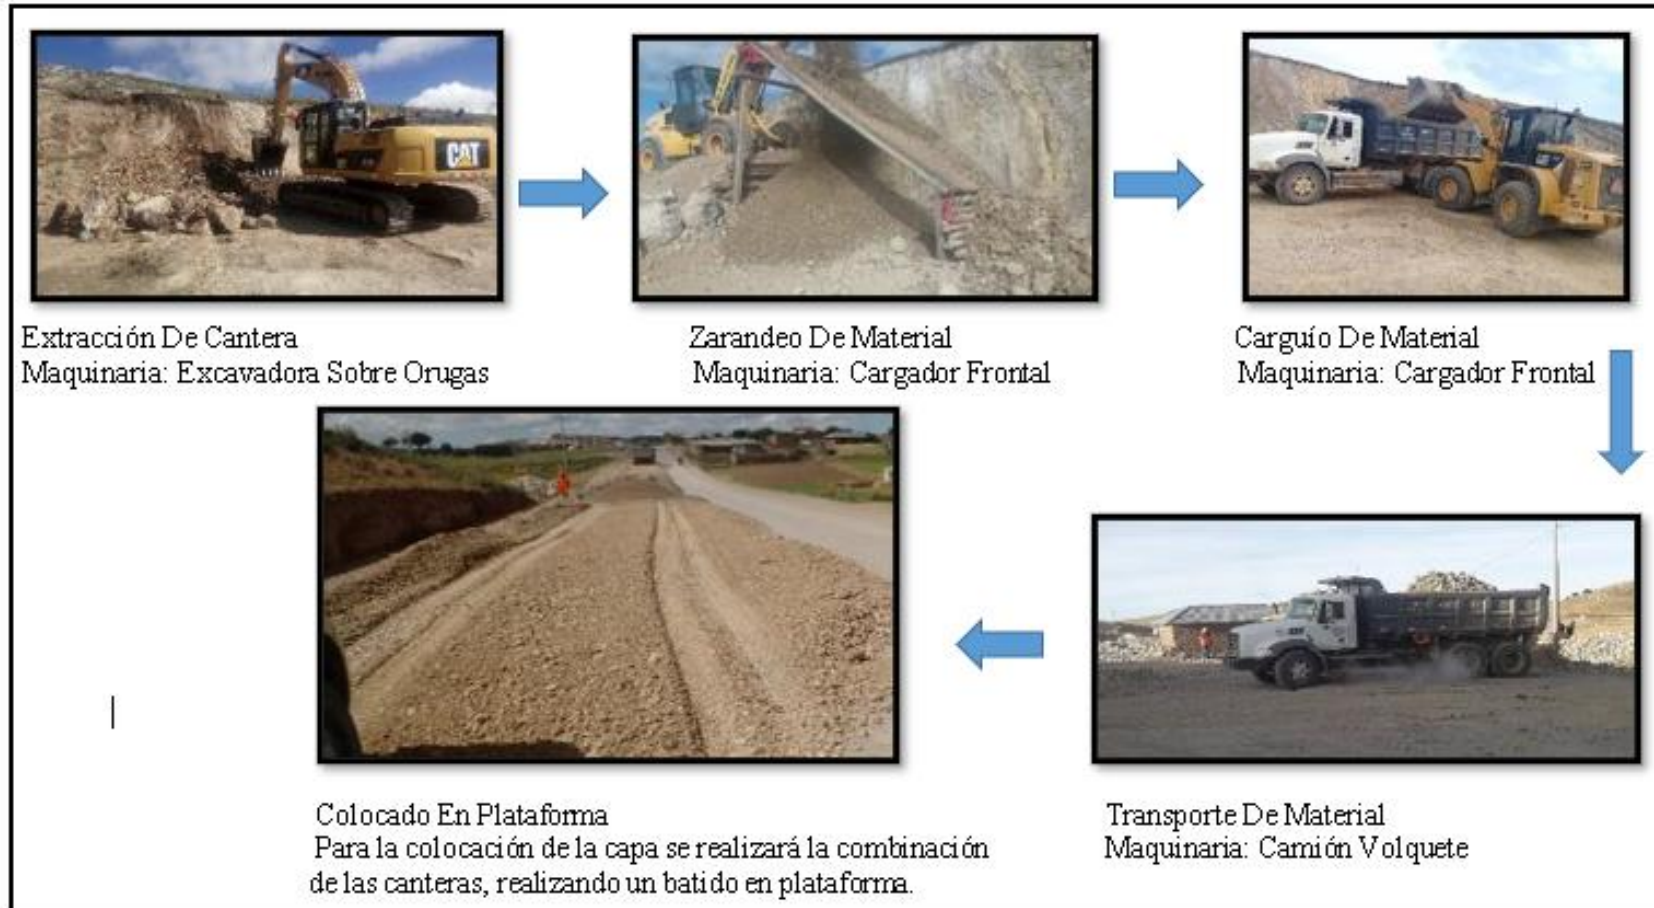 CAT
Extracción De Cantera
Maquinaria: Excavadora Sobre Orugas
Zarandeo De Material
Maquinaria: Cargador Frontal
Carguío De Material
Maquinaria: Cargador Frontal
Transporte De Material
Maquinaria: Camión Volquete
Colocado En Plataforma
Para la colocación de la capa se realizará la combinación
de las canteras, realizando un batido en plataforma.